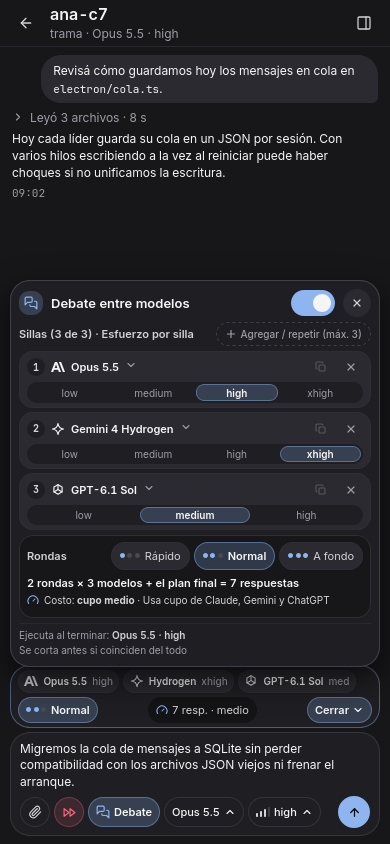 ana-c7
trama · Opus 5.5 · high
Revisá cómo guardamos hoy los mensajes en cola en
electron/cola.ts.
Leyó 3 archivos · 8 s
Hoy cada líder guarda su cola en un JSON por sesión. Con
varios hilos escribiendo a la vez al reiniciar puede haber
choques si no unificamos la escritura.
09:02
Debate entre modelos
Sillas (3 de 3) · Esfuerzo por silla
+ Agregar / repetir (máx. 3)
1 Opus 5.5
low medium high xhigh
2 Gemini 4 Hydrogen
low medium high xhigh
3 GPT-6.1 Sol
low medium high
Rondas Rápido Normal A fondo
2 rondas × 3 modelos + el plan final = 7 respuestas
Costo: cupo medio · Usa cupo de Claude, Gemini y ChatGPT
Ejecuta al terminar: Opus 5.5 · high
Se corta antes si coinciden del todo
Opus 5.5 high Hydrogen xhigh GPT-6.1 Sol med
Normal 7 resp. · medio Cerrar
Migremos la cola de mensajes a SQLite sin perder
compatibilidad con los archivos JSON viejos ni frenar el
arranque.
Debate Opus 5.5 high